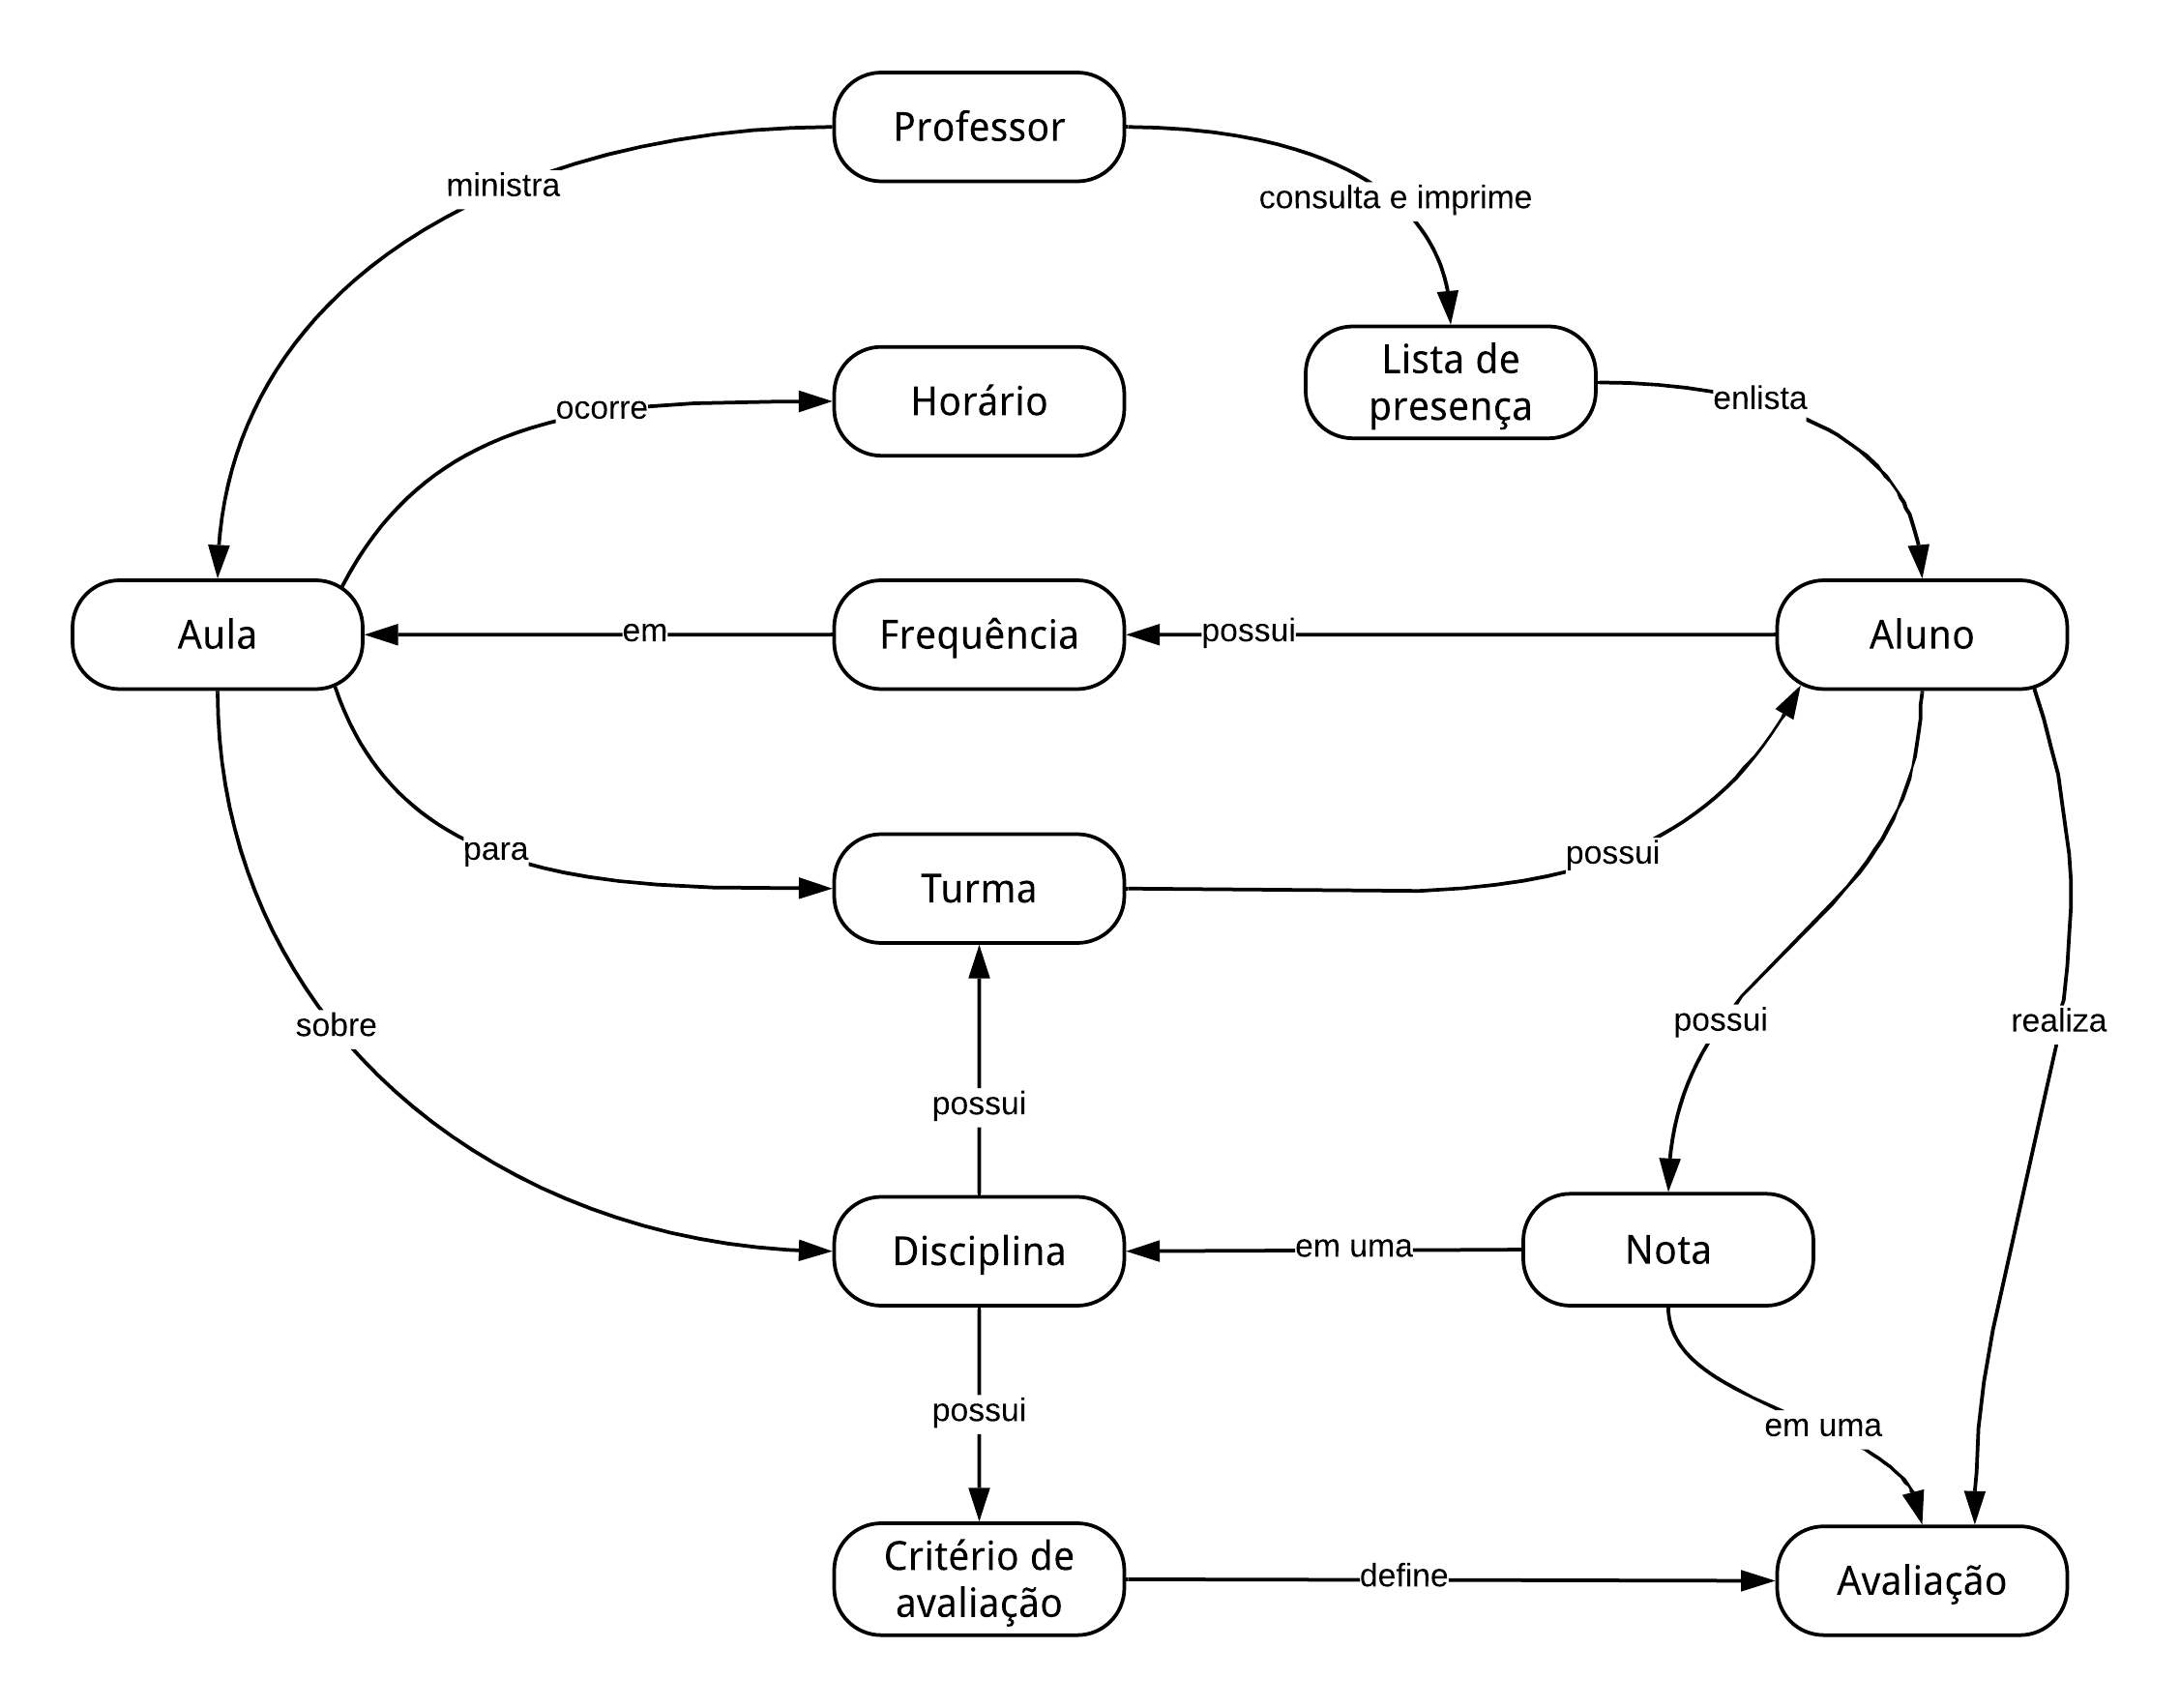 Professor
ministra
consulta e imprime
Lista de
presença
Horário
enlista
ocorre
Aula
em
Frequência
possui
Aluno
para
Turma
possui
sobre
possui
realiza
possui
Disciplina
em uma
Nota
possui
em uma
Critério de
avaliação
define
Avaliação